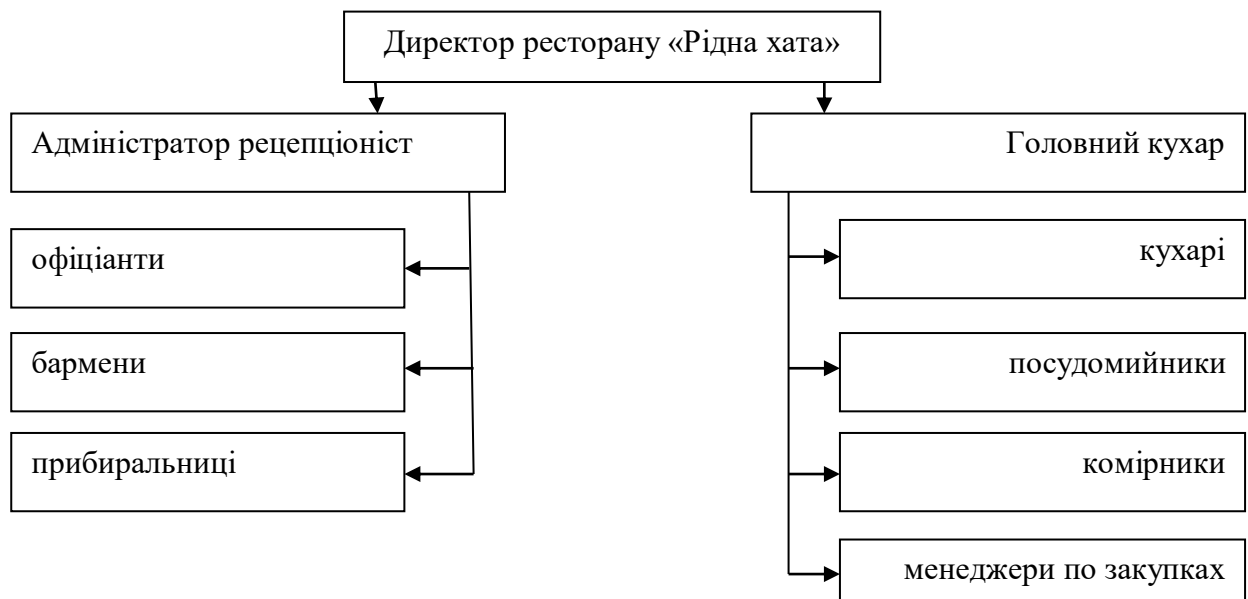 Директор ресторану «Рідна хата»
Адміністратор рецепціоніст
Головний кухар
офіціанти
кухарі
бармени
посудомийники
прибиральниці
комірники
менеджери по закупках